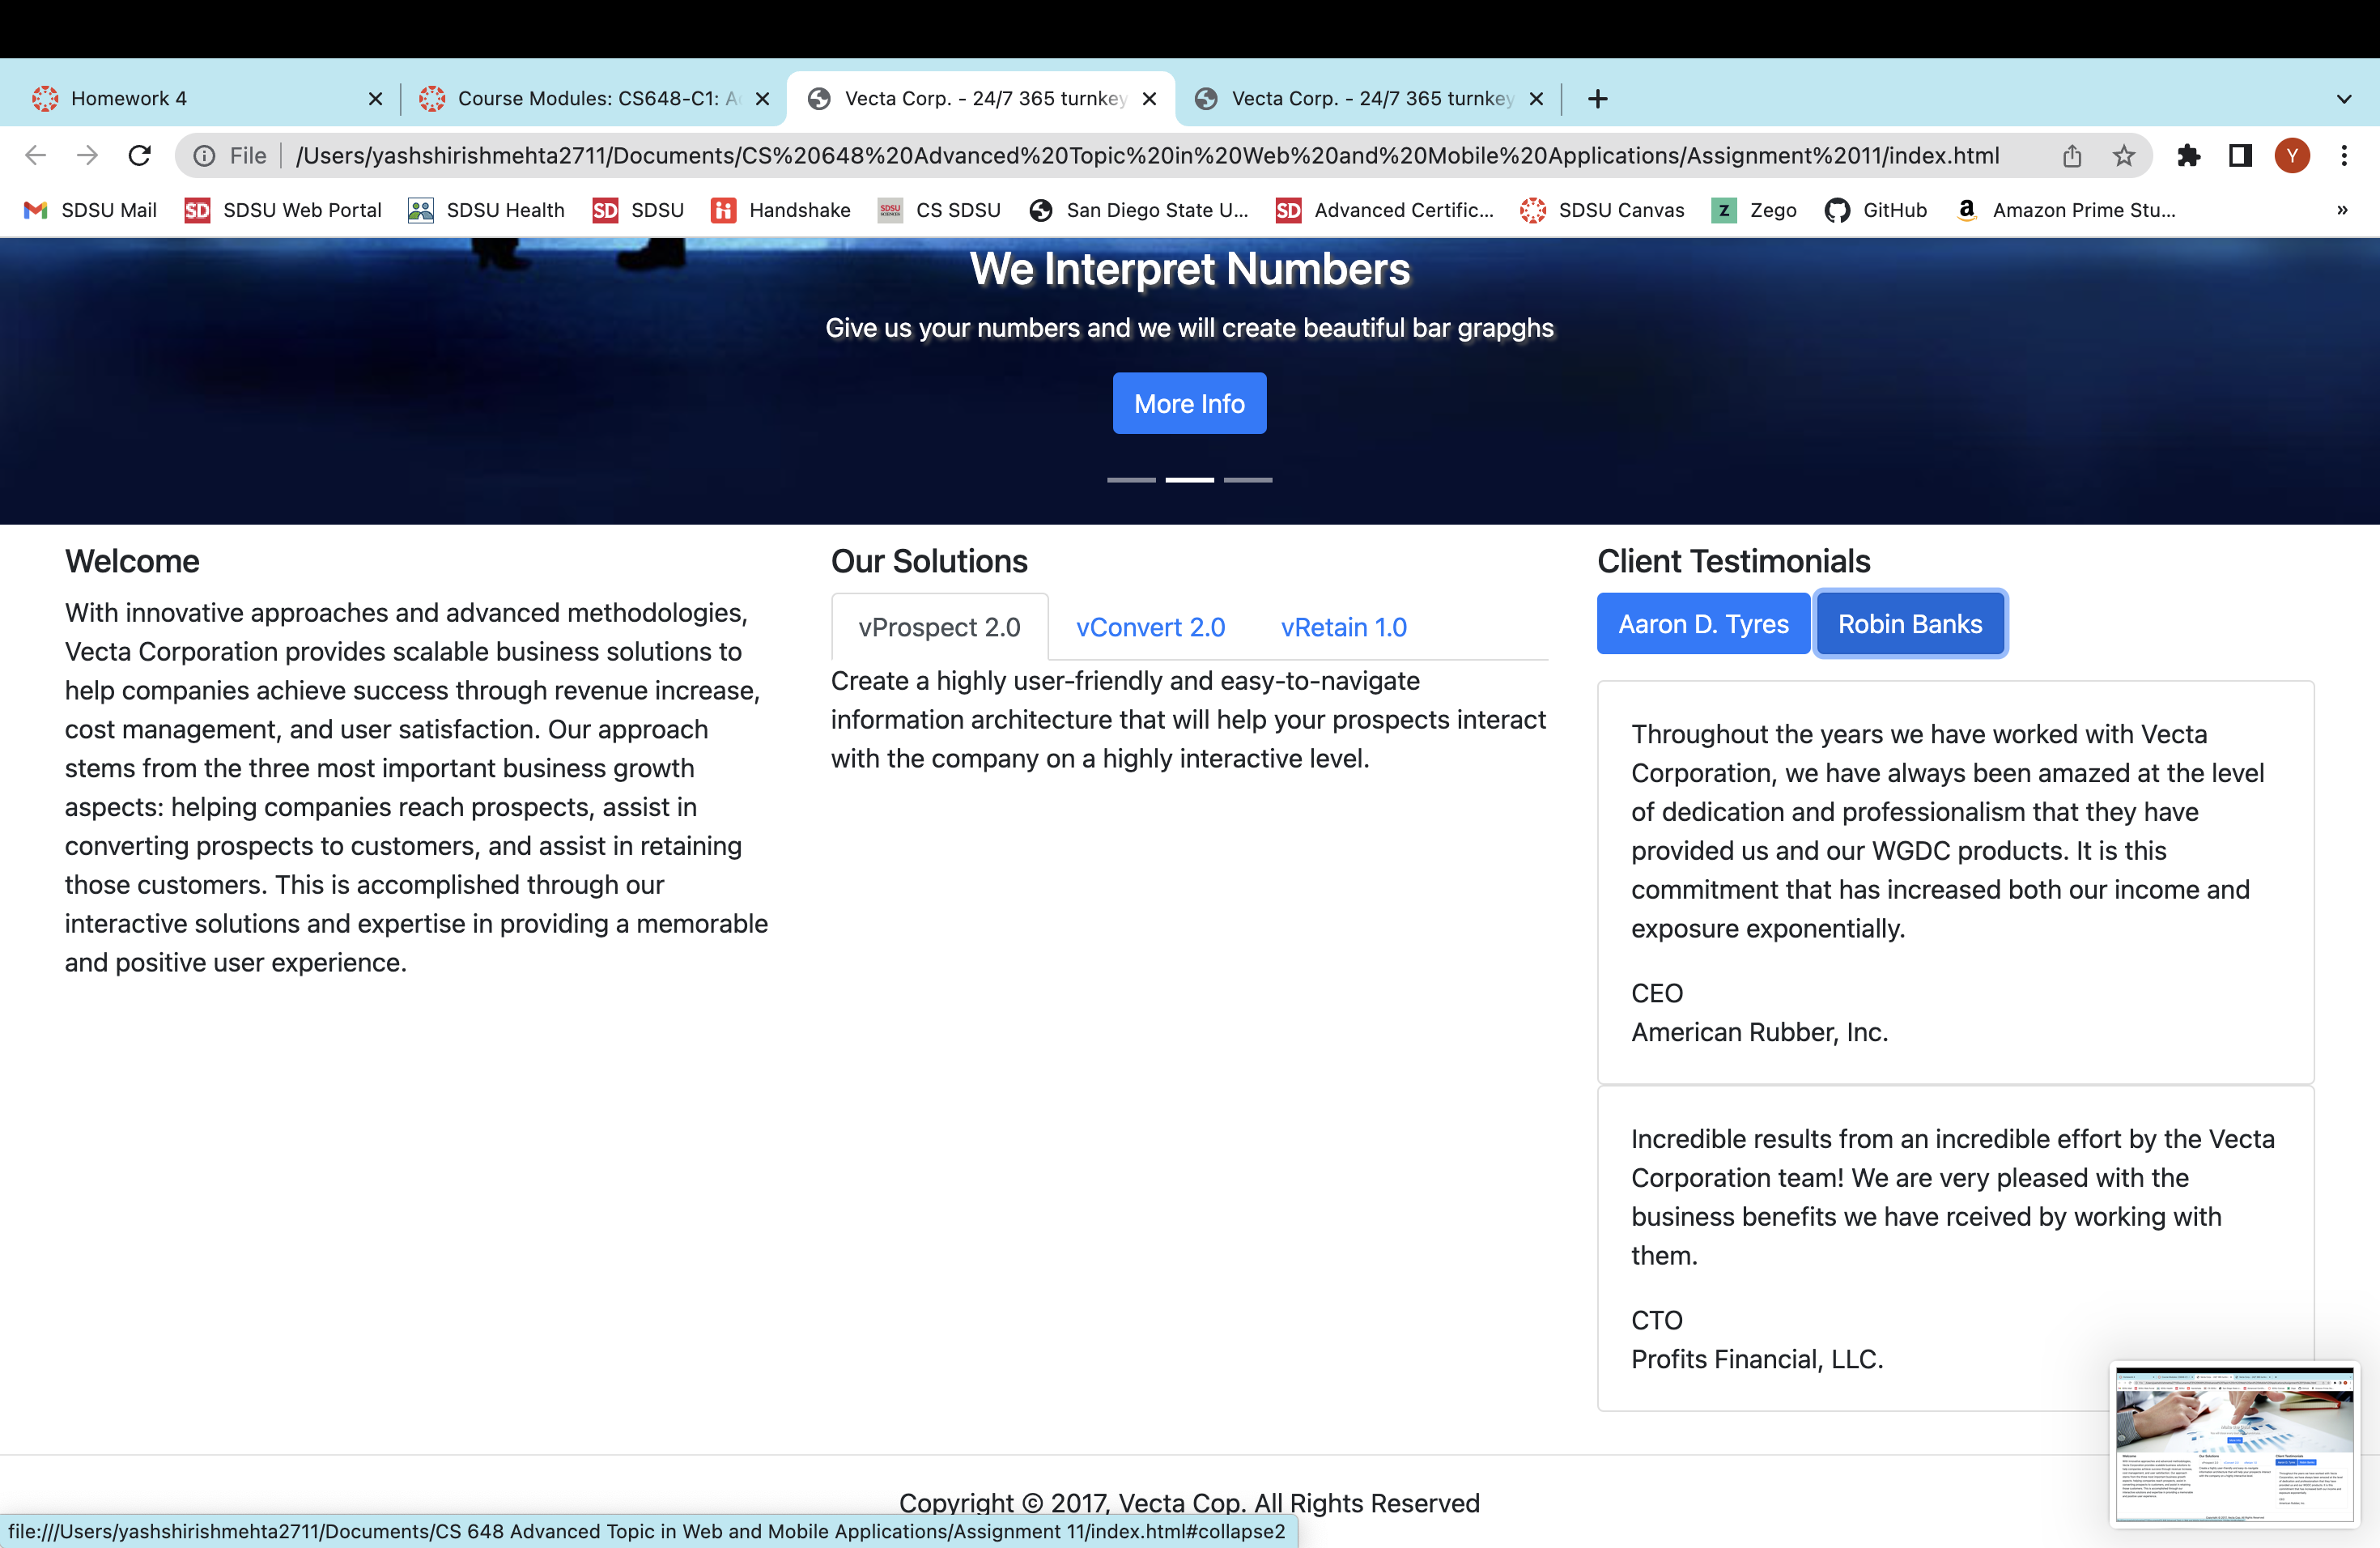 Homework 4
Course Modules: CS648-C1: A
Vecta Corp. - 24/7 365 turnkey
Vecta Corp. - 24/7 365 turnkey
File
/Users/yashshirishmehta2711/Documents/CS%20648%20Advanced%20Topic%20in%20Web%20and%20Mobile%20Applications/Assignment%2011/index.html
Y
SDSU Mail
SDSU Web Portal
SDSU Health
SDSU
Handshake
CS SDSU
San Diego State U...
Advanced Certific...
SDSU Canvas
Zego
GitHub
Amazon Prime Stu...
»
We Interpret Numbers
Give us your numbers and we will create beautiful bar grapghs
More Info
Welcome
With innovative approaches and advanced methodologies,
Vecta Corporation provides scalable business solutions to
help companies achieve success through revenue increase,
cost management, and user satisfaction. Our approach
stems from the three most important business growth
aspects: helping companies reach prospects, assist in
converting prospects to customers, and assist in retaining
those customers. This is accomplished through our
interactive solutions and expertise in providing a memorable
and positive user experience.
Our Solutions
vProspect 2.0
vConvert 2.0
vRetain 1.0
Create a highly user-friendly and easy-to-navigate
information architecture that will help your prospects interact
with the company on a highly interactive level.
Client Testimonials
Aaron D. Tyres
Robin Banks
Throughout the years we have worked with Vecta
Corporation, we have always been amazed at the level
of dedication and professionalism that they have
provided us and our WGDC products. It is this
commitment that has increased both our income and
exposure exponentially.
CEO
American Rubber, Inc.
Incredible results from an incredible effort by the Vecta
Corporation team! We are very pleased with the
business benefits we have rceived by working with
them.
CTO
Profits Financial, LLC.
Copyright © 2017, Vecta Cop. All Rights Reserved
file:///Users/yashshirishmehta2711/Documents/CS 648 Advanced Topic in Web and Mobile Applications/Assignment 11/index.html#collapse2